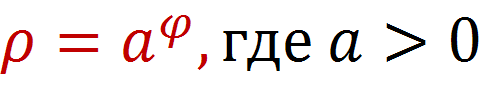 ρ = a^φ, где a > 0